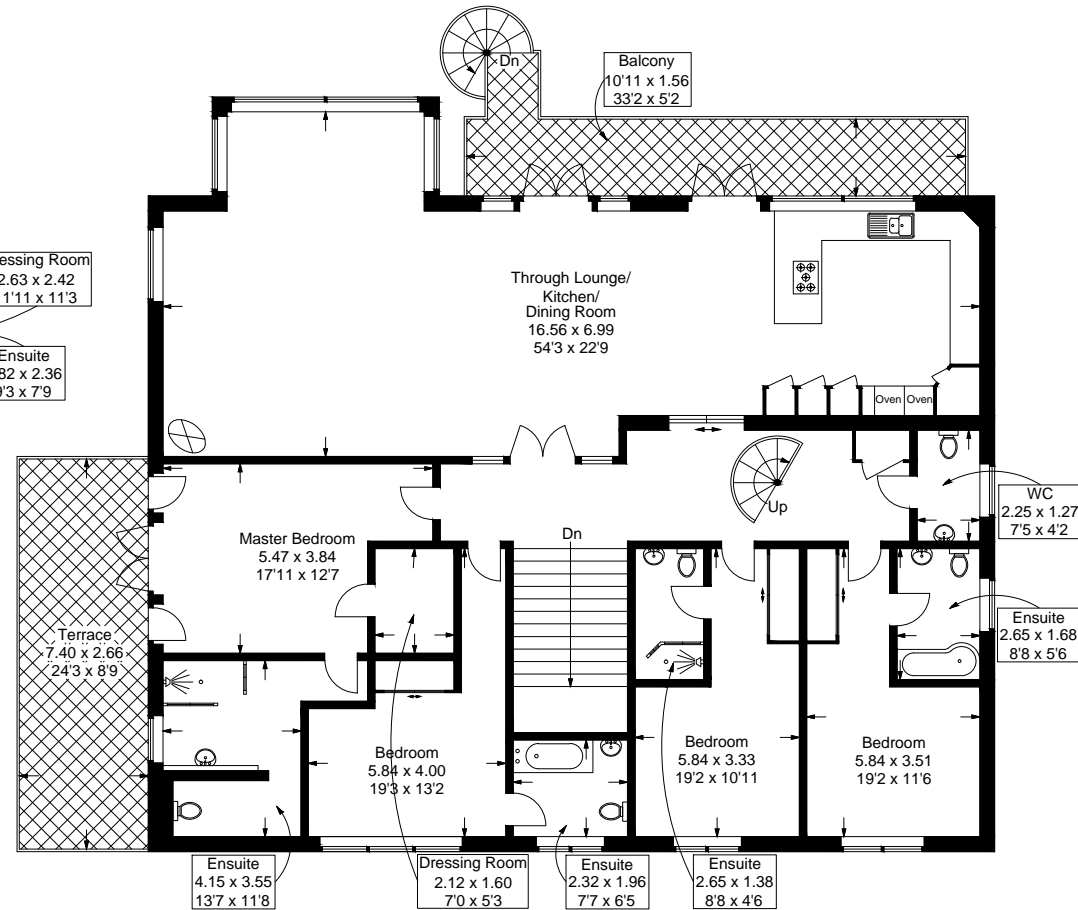 Dn
Balcony
10'11 x 1.56
33'2 x 5'2
essing Room
2.63 x 2.42
1'11 x 11'3
Ensuite
82 x 2.36
9'3 x 7'9
Through Lounge/
Kitchen/
Dining Room
16.56 x 6.99
54'3 x 22'9
Oven
Oven
Up
WC
2.25 x 1.27
7'5 x 4'2
Dn
Master Bedroom
5.47 x 3.84
17'11 x 12'7
Terrace
7.40 x 2.66
24'3 x 8'9
Ensuite
2.65 x 1.68
8'8 x 5'6
Bedroom
5.84 x 4.00
19'3 x 13'2
Bedroom
5.84 x 3.33
19'2 x 10'11
Bedroom
5.84 x 3.51
19'2 x 11'6
Ensuite
4.15 x 3.55
13'7 x 11'8
Dressing Room
2.12 x 1.60
7'0 x 5'3
Ensuite
2.32 x 1.96
7'7 x 6'5
Ensuite
2.65 x 1.38
8'8 x 4'6